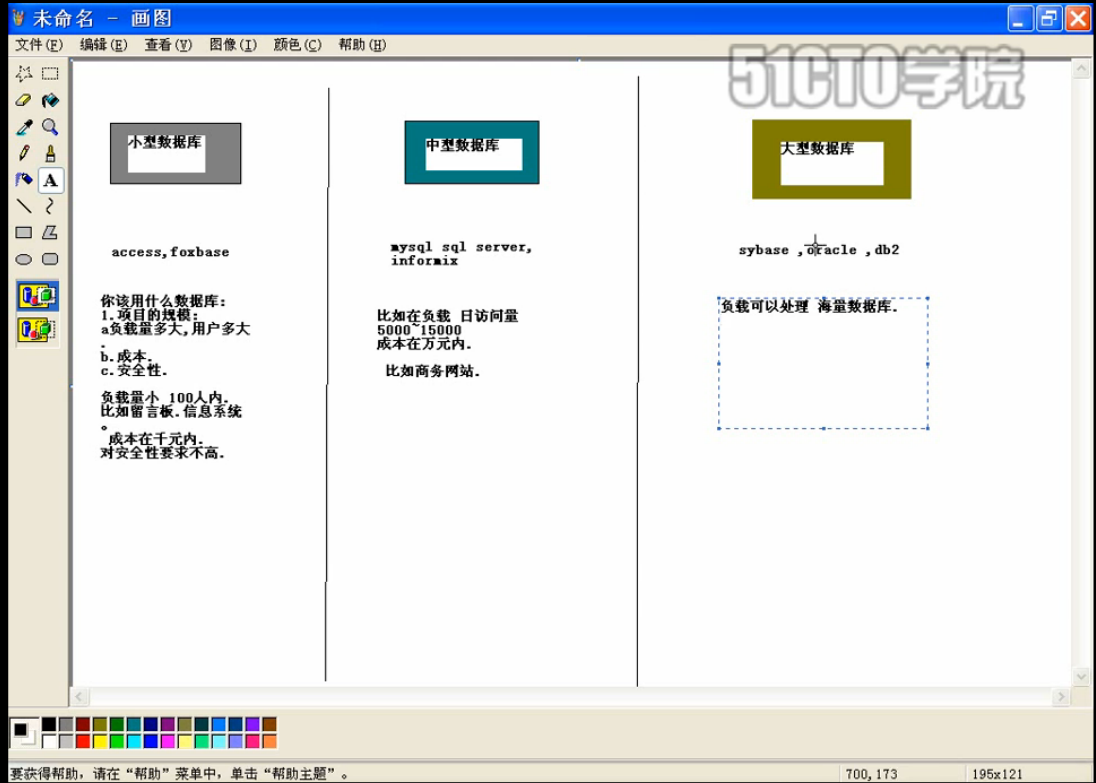 未命名 - 画图
文件(F) 编辑(E) 查看(V) 图像(I) 颜色(C) 帮助(H)
51CTO学院
小型数据库
access,foxbase
你该用什么数据库:
1.项目的规模:
a负载量多大,用户多大
.
b.成本.
c.安全性.
负载量小 100人内.
比如留言板.信息系统
。
成本在千元内.
对安全性要求不高.
中型数据库
mysql sql server,
informix
比如在负载 日访问量
5000~15000
成本在万元内.
比如商务网站.
大型数据库
sybase ,oracle ,db2
负载可以处理 海量数据库.
A
要获得帮助，请在“帮助”菜单中，单击“帮助主题”。
700,173
195x121